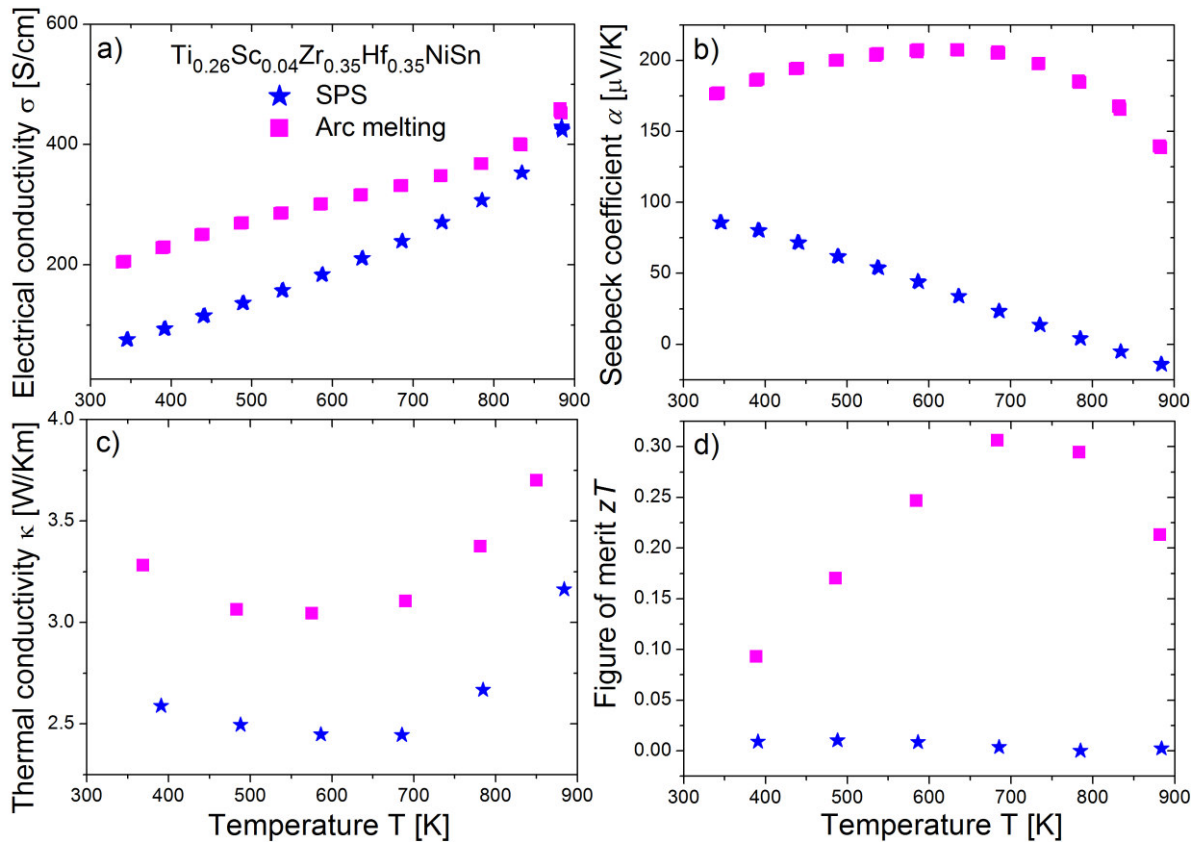 a)
Ti0.26Sc0.04Zr0.35Hf0.35NiSn
SPS
Arc melting
Electrical conductivity σ [S/cm]
600
400
200
300 400 500 600 700 800 900
b)
Seebeck coefficient α [μV/K]
200
150
100
50
0
300 400 500 600 700 800 900
c)
Thermal conductivity κ [W/Km]
4.0
3.5
3.0
2.5
300 400 500 600 700 800 900
Temperature T [K]
d)
Figure of merit zT
0.30
0.25
0.20
0.15
0.10
0.05
0.00
300 400 500 600 700 800 900
Temperature T [K]